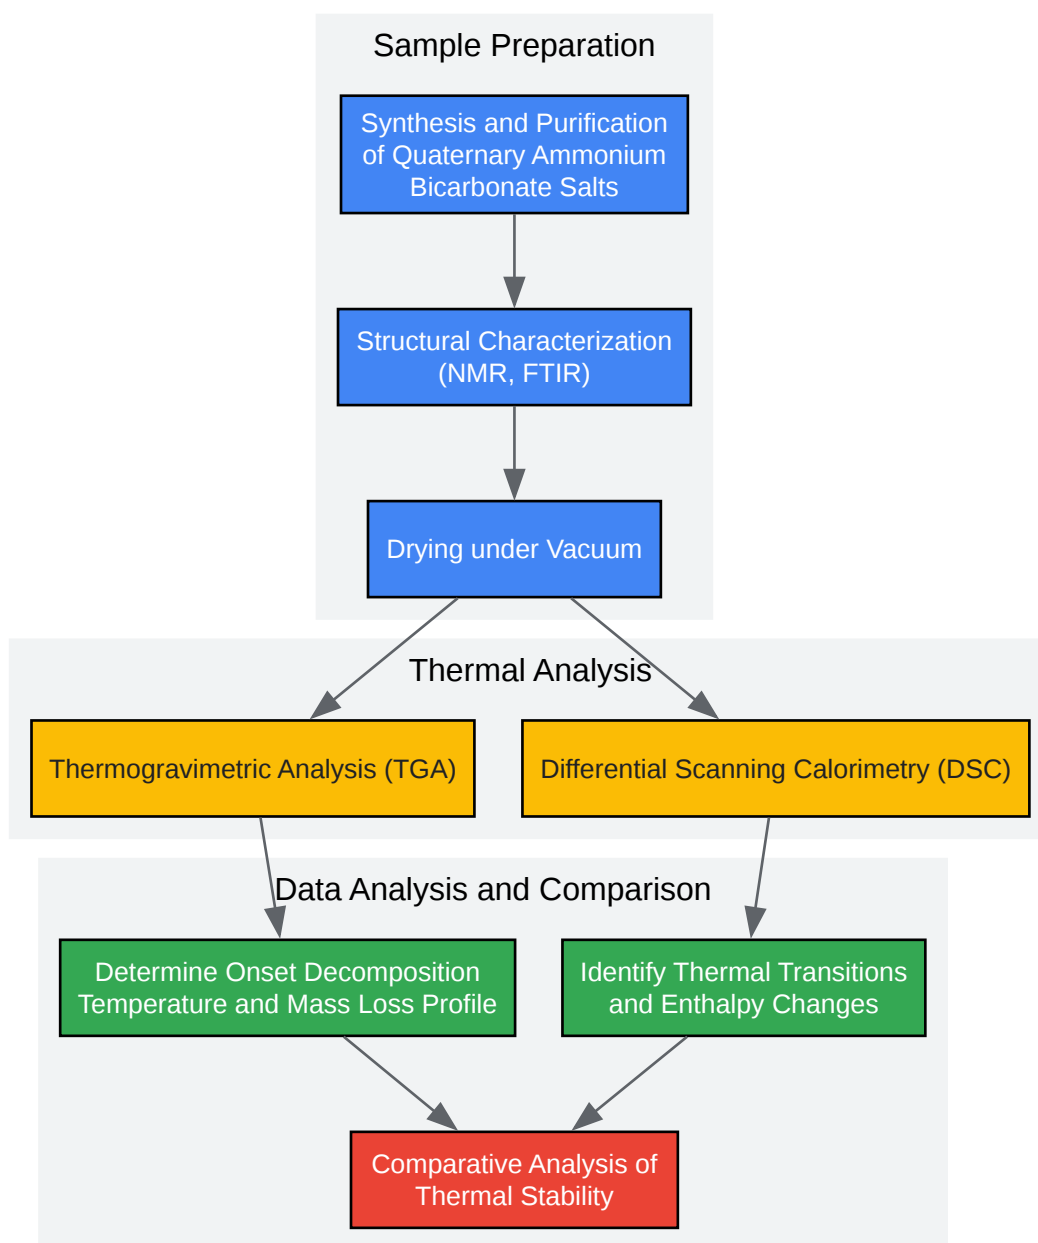 Sample Preparation
Synthesis and Purification
of Quaternary Ammonium
Bicarbonate Salts
Structural Characterization
(NMR, FTIR)
Drying under Vacuum
Thermal Analysis
Thermogravimetric Analysis (TGA)
Differential Scanning Calorimetry (DSC)
Data Analysis and Comparison
Determine Onset Decomposition
Temperature and Mass Loss Profile
Identify Thermal Transitions
and Enthalpy Changes
Comparative Analysis of
Thermal Stability